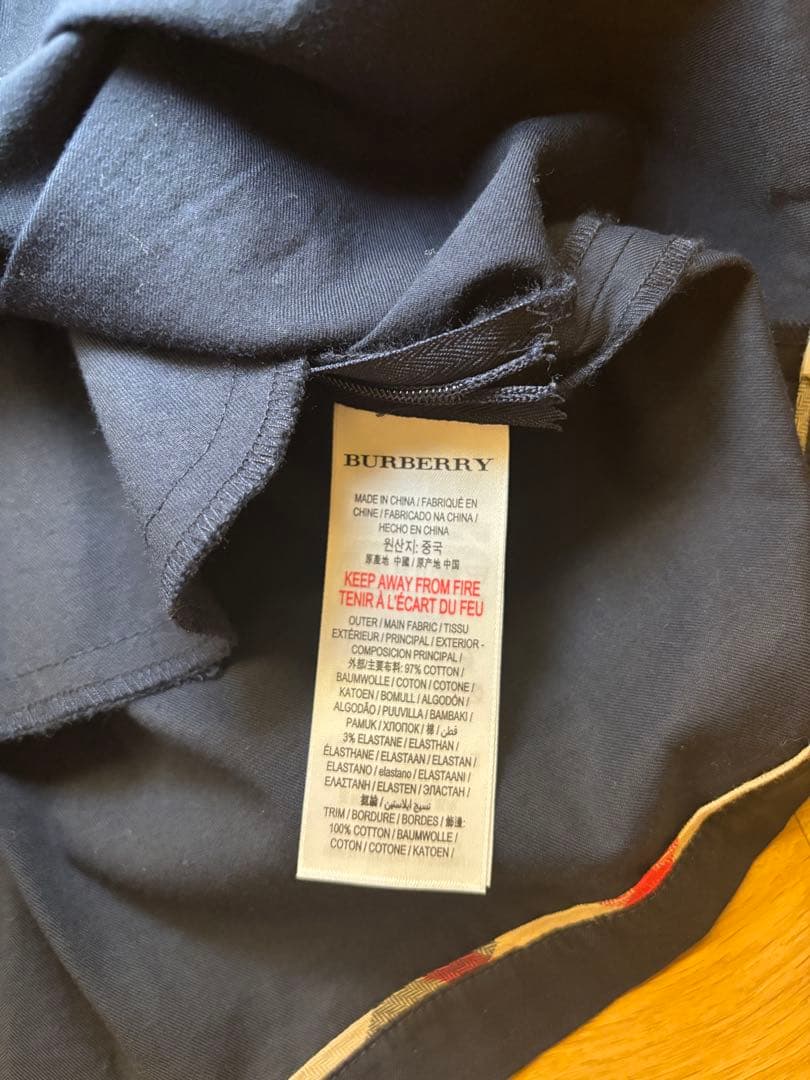 BURBERRY
MADE IN CHINA / FABRIQUÉ EN
CHINE / FABRICADO NA CHINA /
HECHO EN CHINA
원산지: 중국
原產地 中國 / 原产地 中国
KEEP AWAY FROM FIRE
TENIR À L'ÉCART DU FEU
OUTER / MAIN FABRIC / TISSU
EXTÉRIEUR / PRINCIPAL / EXTERIOR -
COMPOSICION PRINCIPAL /
外部/主要布料: 97% COTTON /
BAUMWOLLE / COTON / COTONE /
KATOEN / BOMULL / ALGODÓN /
ALGODÃO / PUUVILLA / BAMBAKI /
PAMUK / ХЛОПОК / 棉 / قطن /
3% ELASTANE / ELASTHAN /
ÉLASTHANE / ELASTAAN / ELASTAN /
ELASTANO / elastano / ELASTAANI /
ΕΛΑΣΤΑΝΗ / ELASTEN / ЭЛАСТАН /
氨綸 / نسيج إيلاستين /
TRIM / BORDURE / BORDES / 飾邊:
100% COTTON / BAUMWOLLE /
COTON / COTONE / KATOEN /